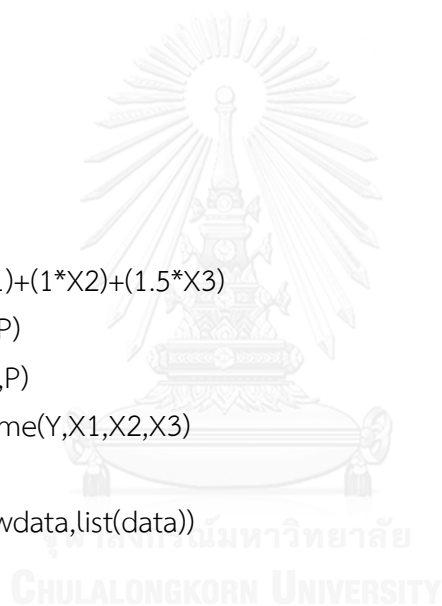 )+(1*X2)+(1.5*X3)
P)
,P)
me(Y,X1,X2,X3)
wdata,list(data))
จุฬาลงกรณ์มหาวิทยาลัย
CHULALONGKORN UNIVERSITY